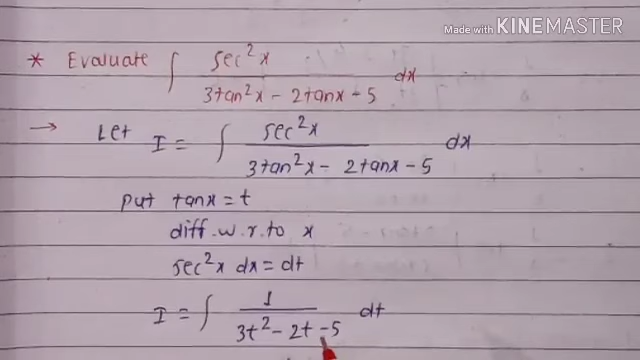 Made with KINEMASTER
* Evaluate ∫ sec²x / 3tan²x - 2tanx - 5 dx
→ Let I = ∫ sec²x / 3tan²x - 2tanx - 5 dx
put tanx = t
diff. w.r. to x
sec²x dx = dt
I = ∫ 1 / 3t² - 2t - 5 dt